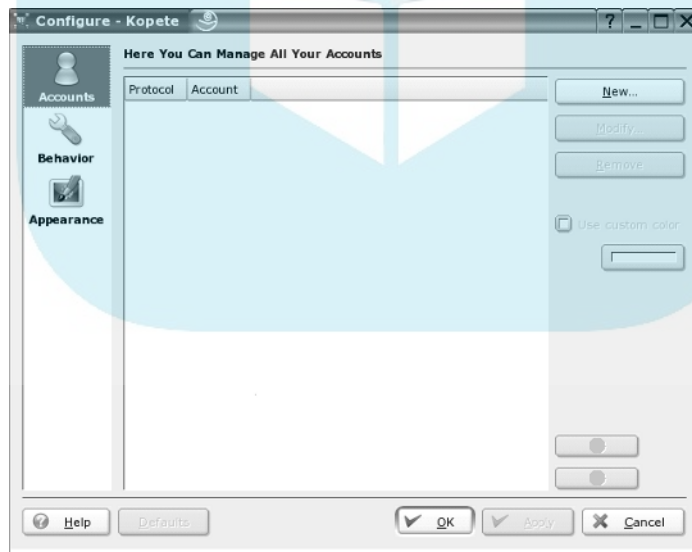 Configure - Kopete
Here You Can Manage All Your Accounts
Accounts
Behavior
Appearance
Protocol Account
New...
Modify...
Remove
Use custom color
Help
Defaults
OK
Apply
Cancel